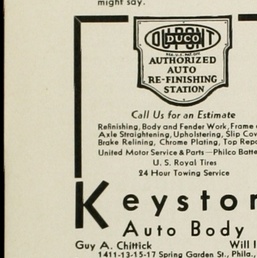 might say.
DUPONT
DUCO
REG. U.S. PAT. OFF.
AUTHORIZED
AUTO
RE-FINISHING
STATION
Call Us for an Estimate
Refinishing, Body and Fender Work, Frame
Axle Straightening, Upholstering, Slip
Brake Relining, Chrome Plating, Top
United Motor Service & Parts—Philco
U. S. Royal Tires
24 Hour Towing Service
Keyston
Auto Body
Guy A. Chittick Will
1411-13-15-17 Spring Garden St., Phila.,